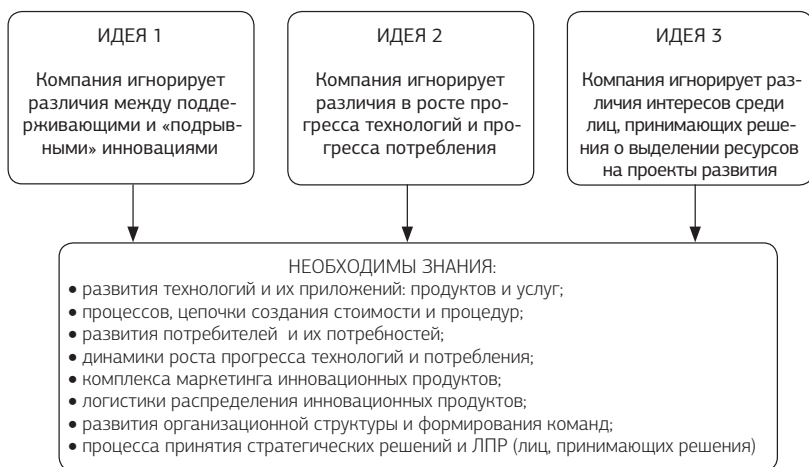 ИДЕЯ 1
Компания игнорирует
различия между подде-
рживающими и «подрыв-
ными» инновациями
ИДЕЯ 2
Компания игнорирует
различия в росте про-
гресса технологий и про-
гресса потребления
ИДЕЯ 3
Компания игнорирует раз-
личия интересов среди
лиц, принимающих реше-
ния о выделении ресурсов
на проекты развития
НЕОБХОДИМЫ ЗНАНИЯ:
• развития технологий и их приложений: продуктов и услуг;
• процессов, цепочки создания стоимости и процедур;
• развития потребителей и их потребностей;
• динамики роста прогресса технологий и потребления;
• комплекса маркетинга инновационных продуктов;
• логистики распределения инновационных продуктов;
• развития организационной структуры и формирования команд;
• процесса принятия стратегических решений и ЛПР (лиц, принимающих решения)